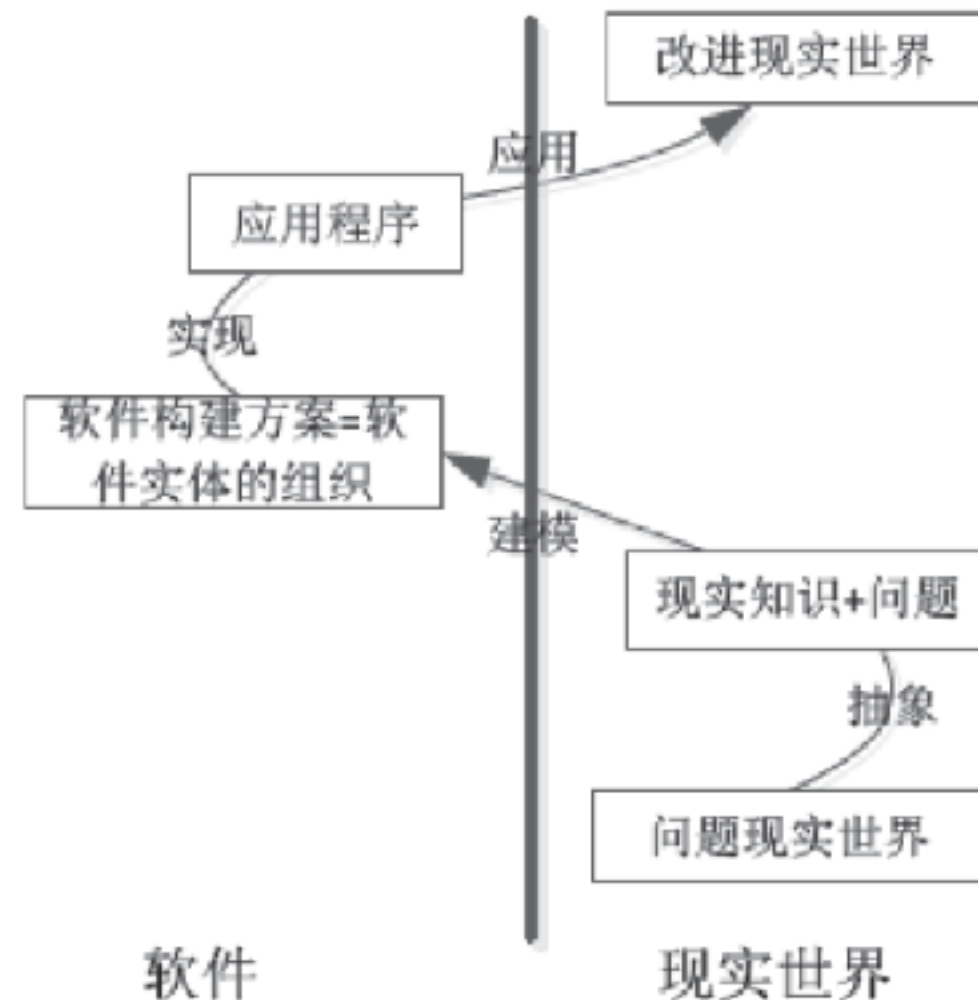 改进现实世界
应用
应用程序
实现
软件构建方案=软
件实体的组织
建模
现实知识+问题
抽象
问题现实世界
软件
现实世界